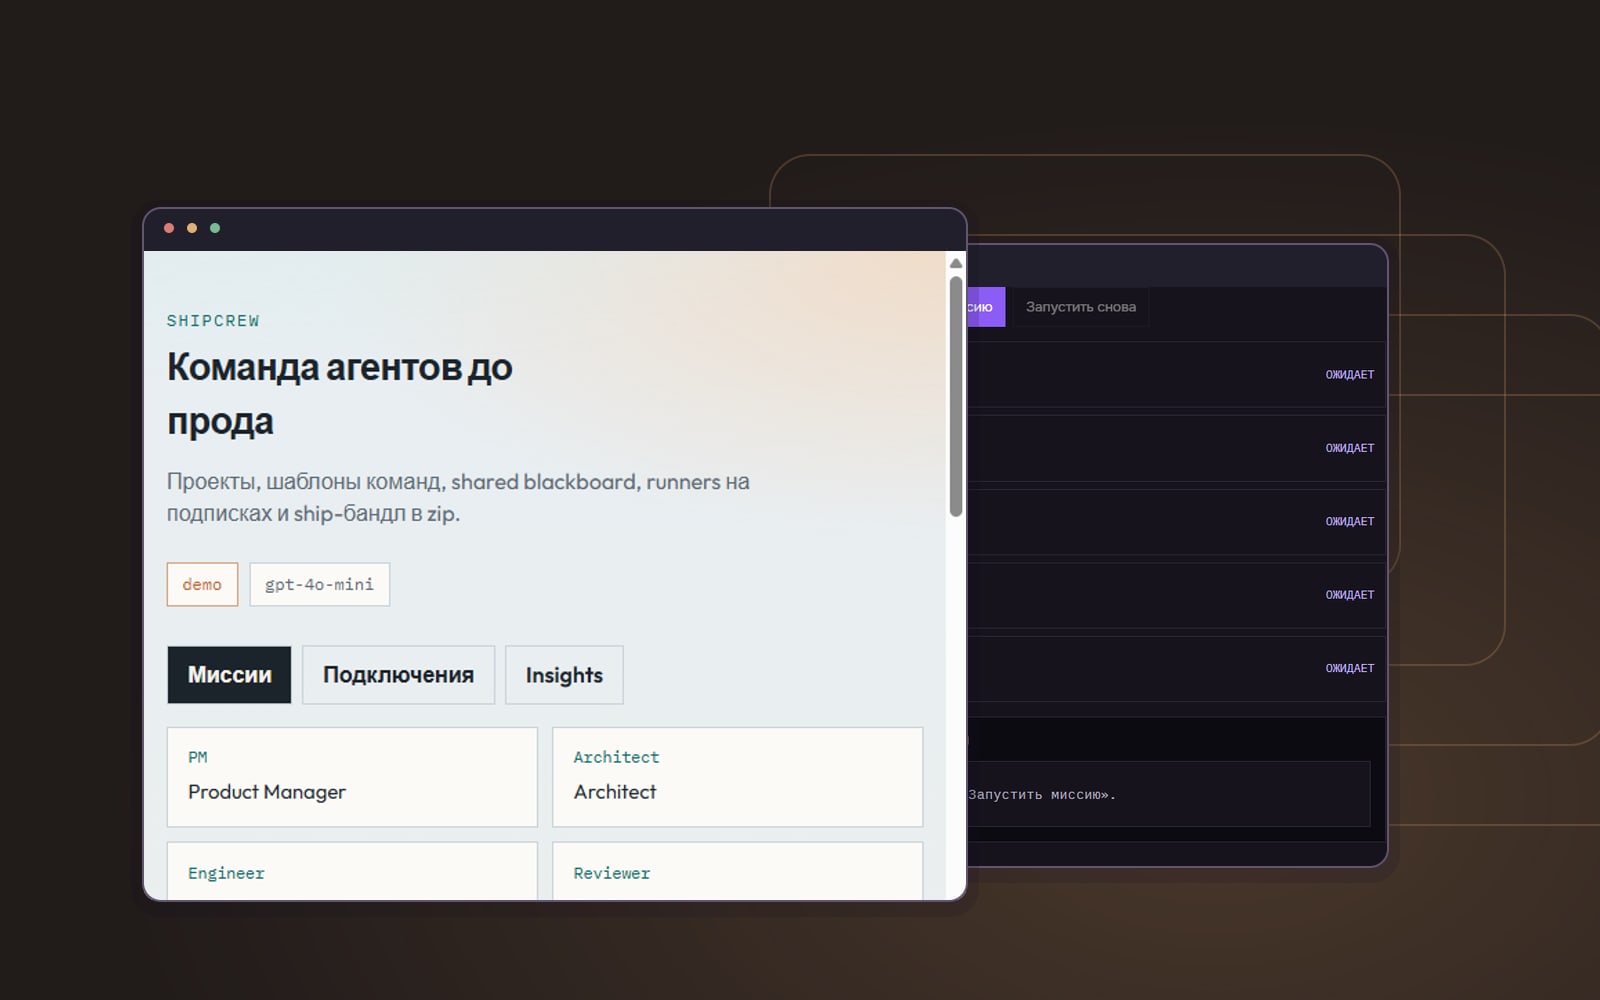 SHIPCREW
Команда агентов до
прода
Проекты, шаблоны команд, shared blackboard, runners на
подписках и ship-бандл в zip.
demo
gpt-4o-mini
Миссии
Подключения
Insights
PM
Product Manager
Architect
Architect
Engineer
Reviewer
Запустить снова
ОЖИДАЕТ
ОЖИДАЕТ
ОЖИДАЕТ
ОЖИДАЕТ
ОЖИДАЕТ
Запустить миссию».